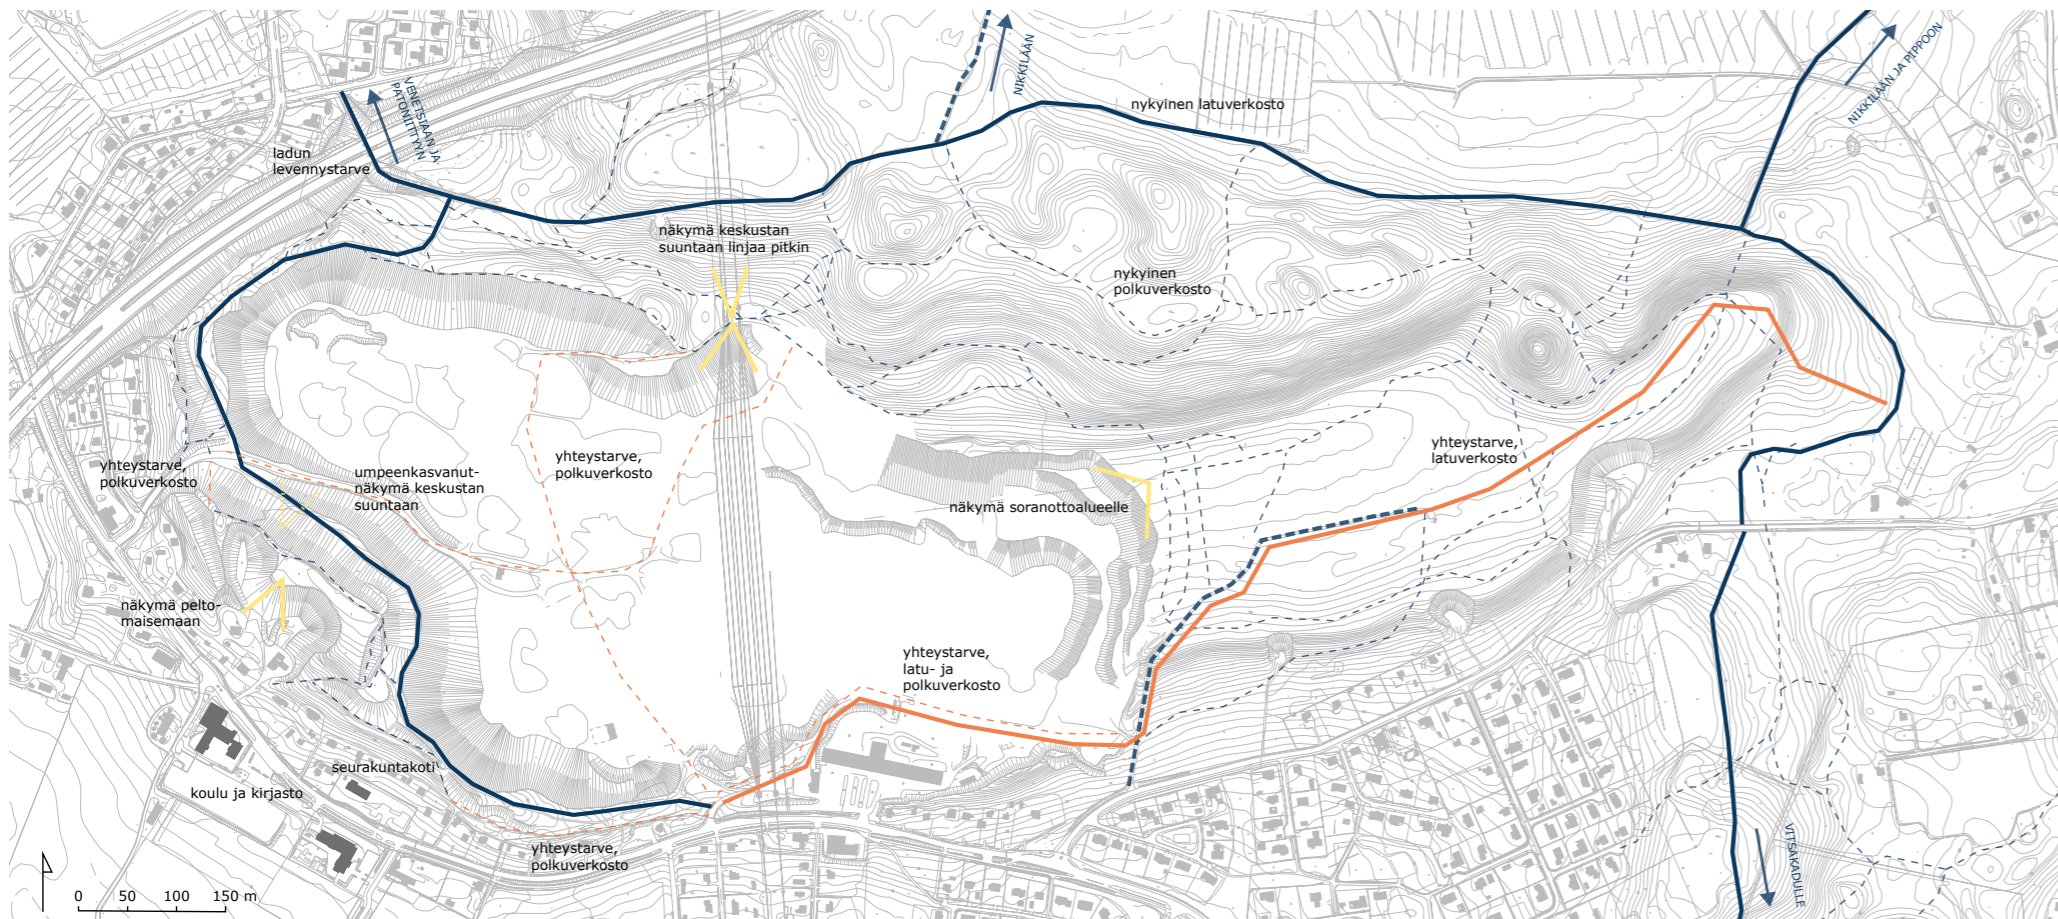 NIKKILÄÄN
NIKKILÄÄN JA PIPPOON
VENETSIAAN JA
PATONIITTYYN
nykyinen latuverkosto
ladun
levennystarve
näkymä keskustan
suuntaan linjaa pitkin
nykyinen
polkuverkosto
yhteystarve,
polkuverkosto
umpeenkasvanut-
näkymä keskustan
suuntaan
yhteystarve,
polkuverkosto
yhteystarve,
latuverkosto
näkymä soranottoalueelle
näkymä pelto-
maisemaan
yhteystarve,
latu- ja
polkuverkosto
seurakuntakoti
koulu ja kirjasto
yhteystarve,
polkuverkosto
VITSAKADULLE
0 50 100 150 m